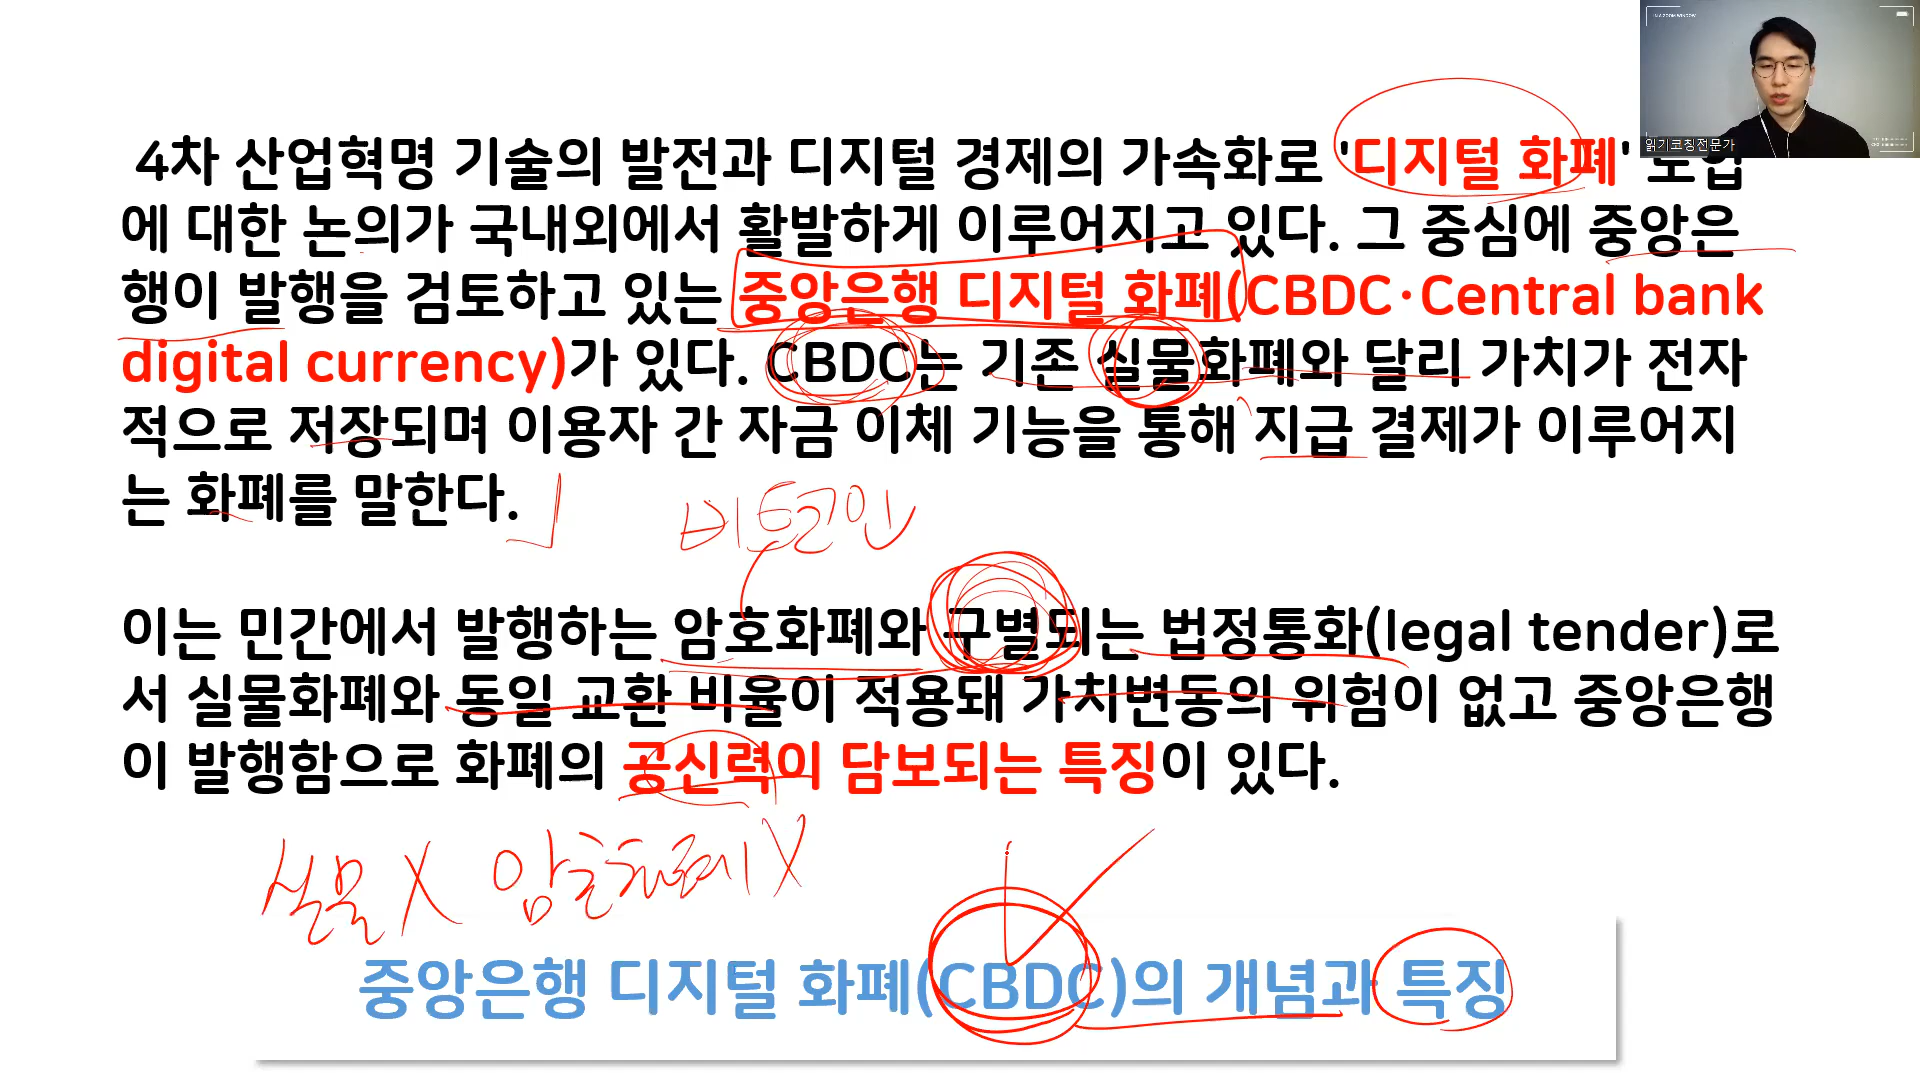 IN A ZOOM WINDOW
읽기코칭전문가
4차 산업혁명 기술의 발전과 디지털 경제의 가속화로 '디지털 화폐' 도입
에 대한 논의가 국내외에서 활발하게 이루어지고 있다. 그 중심에 중앙은
행이 발행을 검토하고 있는 중앙은행 디지털 화폐(CBDC·Central bank
digital currency)가 있다. CBDC는 기존 실물화폐와 달리 가치가 전자
적으로 저장되며 이용자 간 자금 이체 기능을 통해 지급 결제가 이루어지
는 화폐를 말한다.
비트코인
이는 민간에서 발행하는 암호화폐와 구별되는 법정통화(legal tender)로
서 실물화폐와 동일 교환 비율이 적용돼 가치변동의 위험이 없고 중앙은행
이 발행함으로 화폐의 공신력이 담보되는 특징이 있다.
실물 X 암호화폐 X
중앙은행 디지털 화폐(CBDC)의 개념과 특징